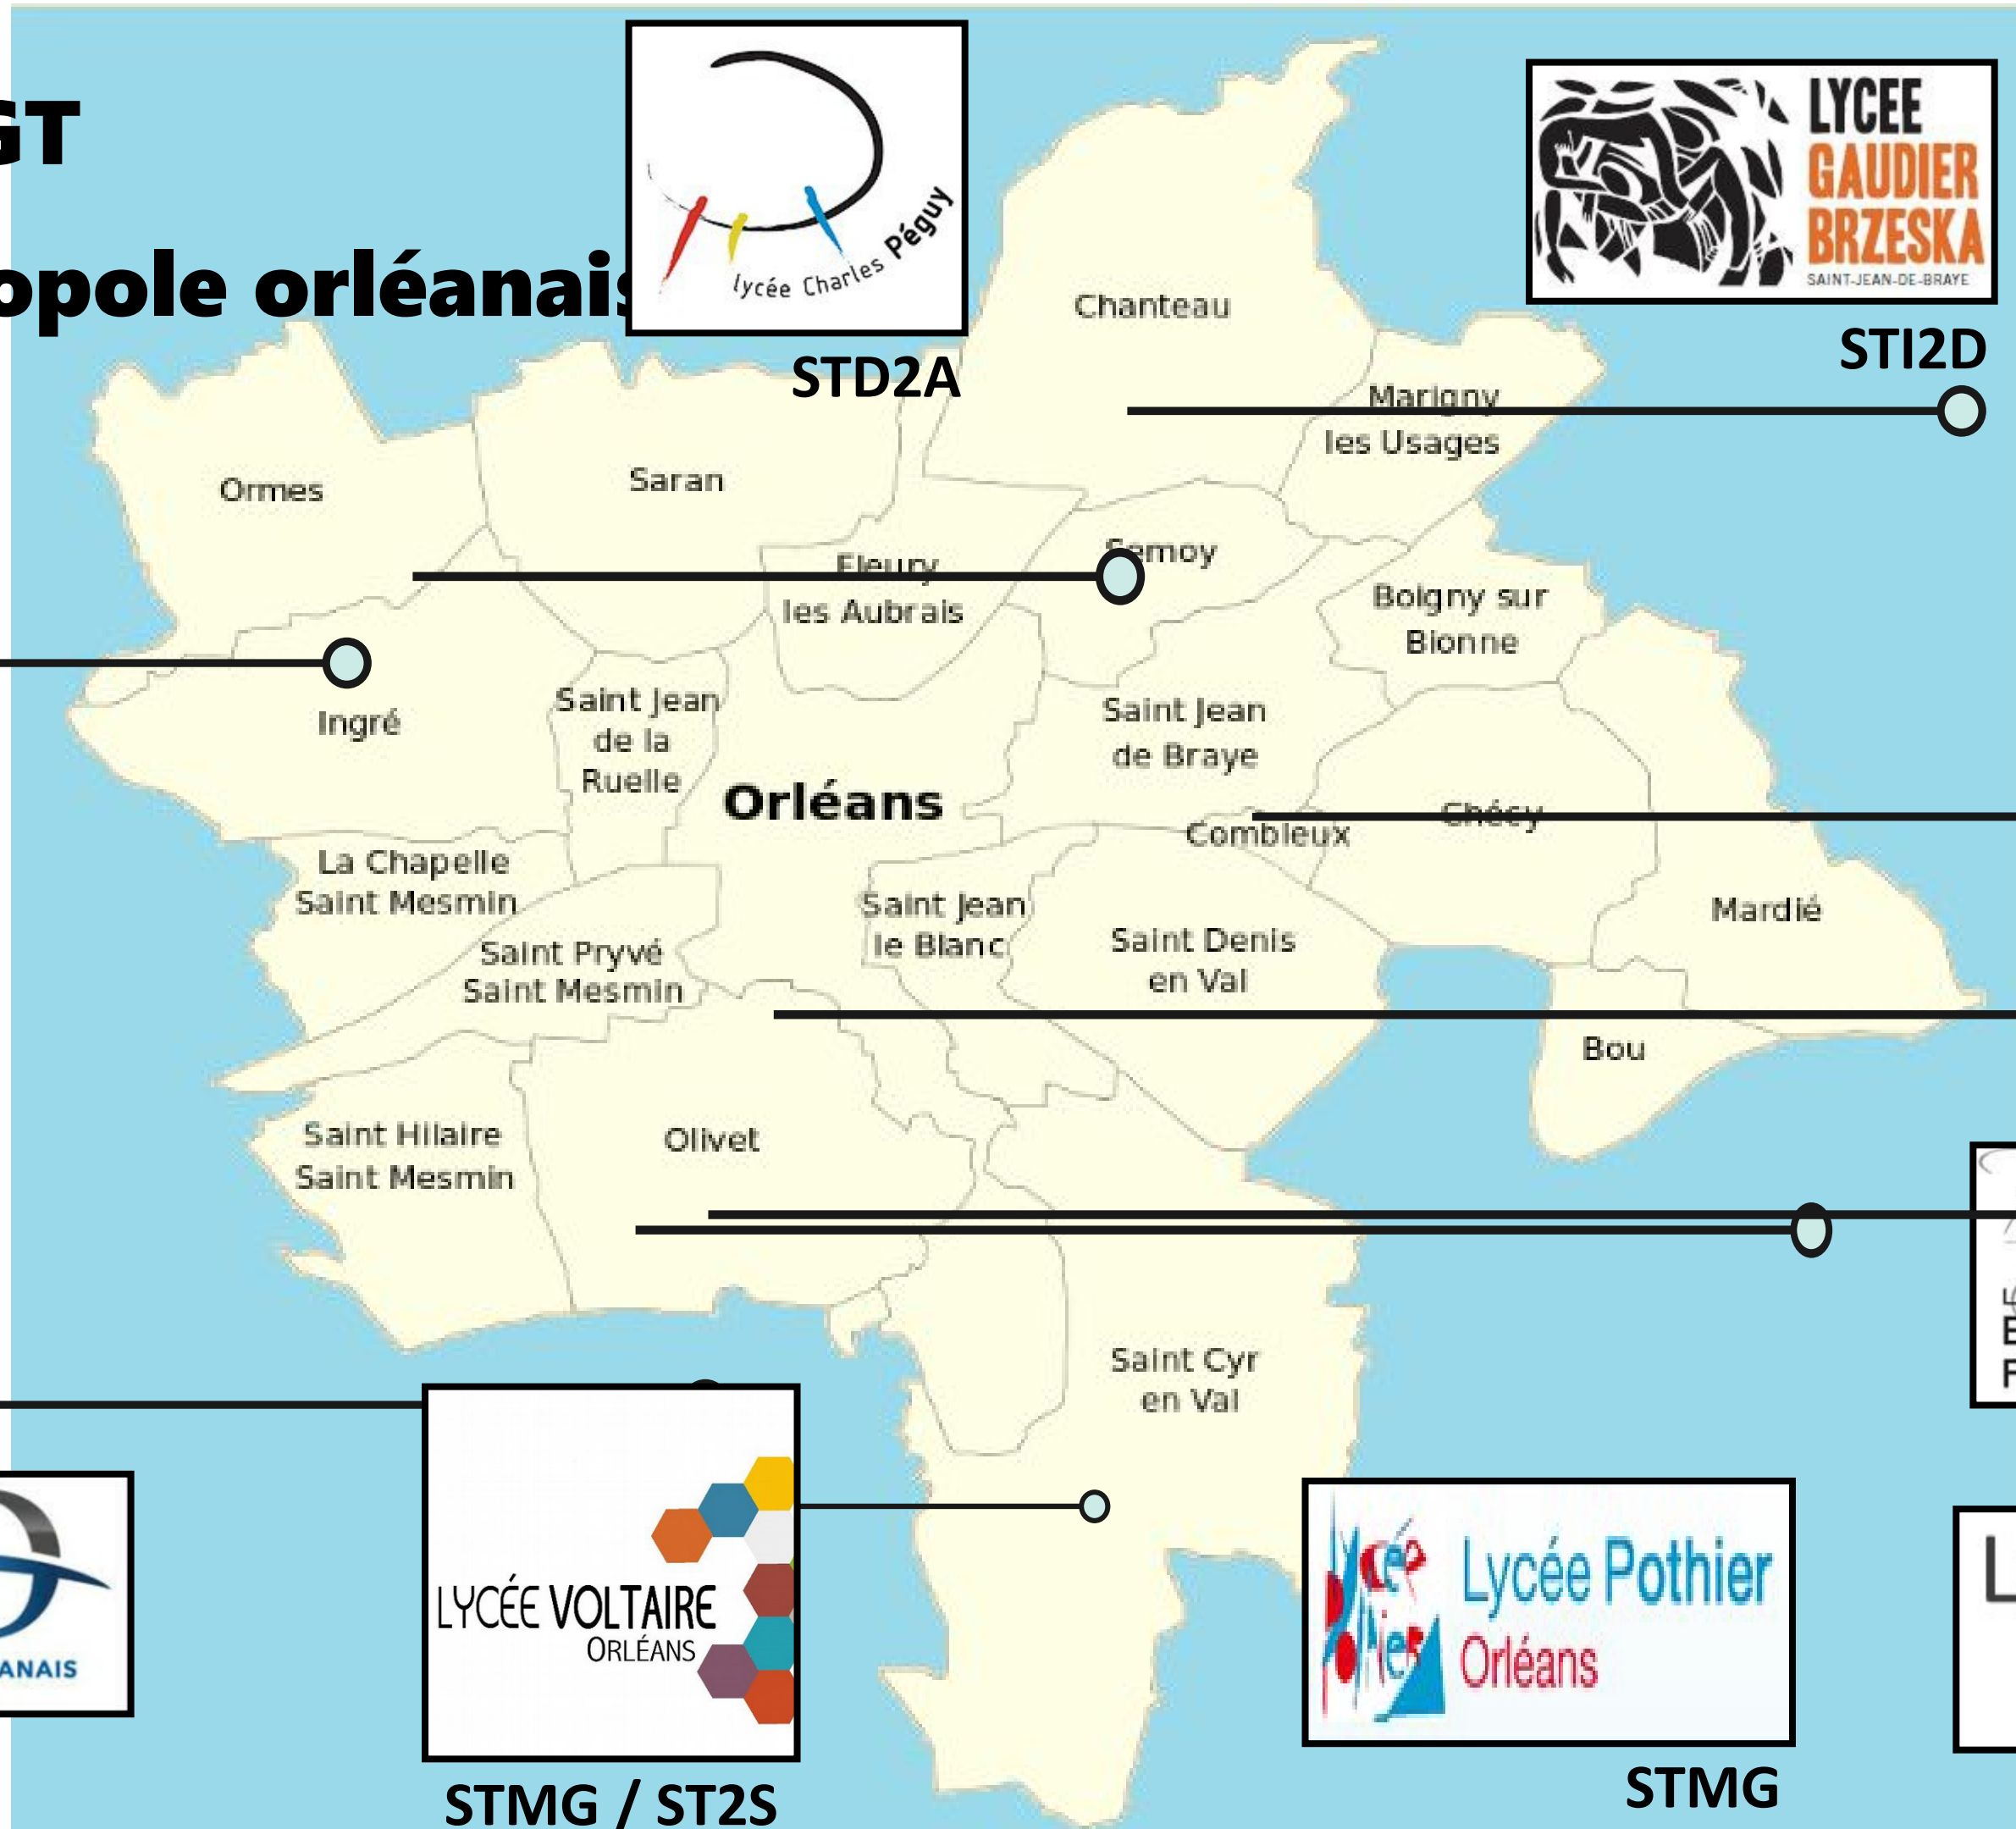 GT
opole orléanais
lycée Charles Péguy
STD2A
LYCEE
GAUDIER
BRZESKA
SAINT-JEAN-DE-BRAYE
STI2D
Chanteau
Marigny
les Usages
Ormes
Saran
Semoy
Fleury
les Aubrais
Boigny sur
Bionne
Ingré
Saint Jean
de la
Ruelle
Saint Jean
de Braye
Orléans
Chécy
Combleux
La Chapelle
Saint Mesmin
Saint Jean
le Blanc
Mardié
Saint Pryvé
Saint Mesmin
Saint Denis
en Val
Bou
Saint Hilaire
Saint Mesmin
Olivet
Saint Cyr
en Val
ANAIS
LYCÉE VOLTAIRE
ORLÉANS
STMG / ST2S
Lycée Pothier
Lycée Pothier
Orléans
STMG
L
E
F